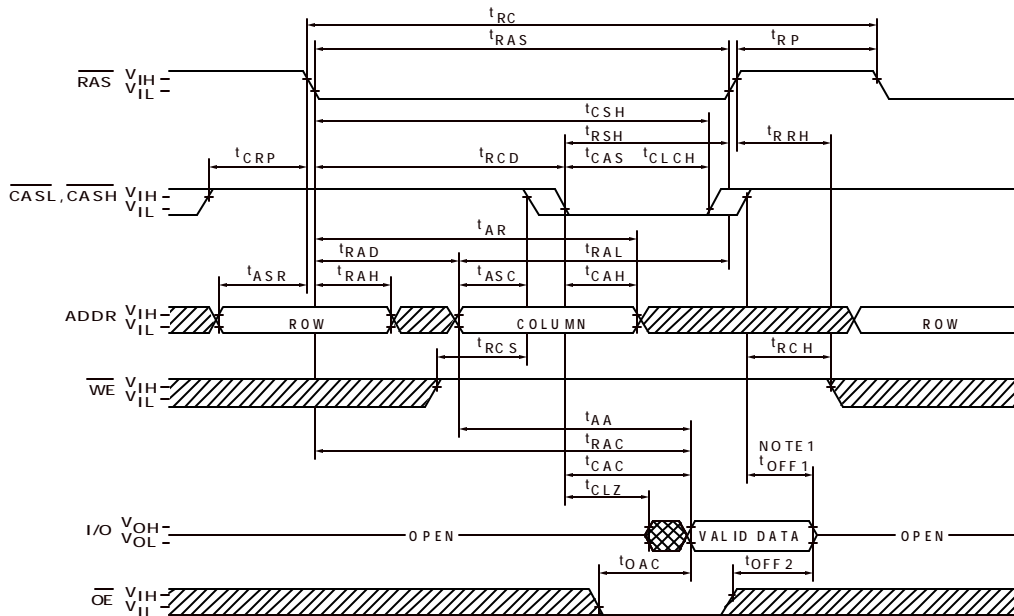 tRC
tRAS
tRP
RAS VIH
VIL
tCSH
tRSH
tRRH
tCRP
tRCD
tCAS
tCLCH
CASL, CASH VIH
VIL
tAR
tRAD
tRAL
tASR
tRAH
tASC
tCAH
ADDR VIH
VIL
ROW
COLUMN
ROW
tRCS
tRCH
WE VIH
VIL
tAA
tRAC
NOTE1
tCAC
tOFF1
tCLZ
I/O VOH
VOL
OPEN
VALID DATA
OPEN
tOAC
tOFF2
OE VIH
VIL